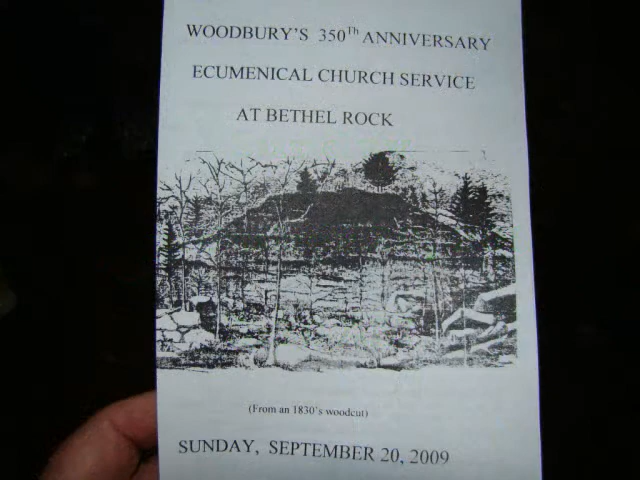 WOODBURY'S 350Th ANNIVERSARY
ECUMENICAL CHURCH SERVICE
AT BETHEL ROCK
(From an 1830's woodcut)
SUNDAY, SEPTEMBER 20, 2009